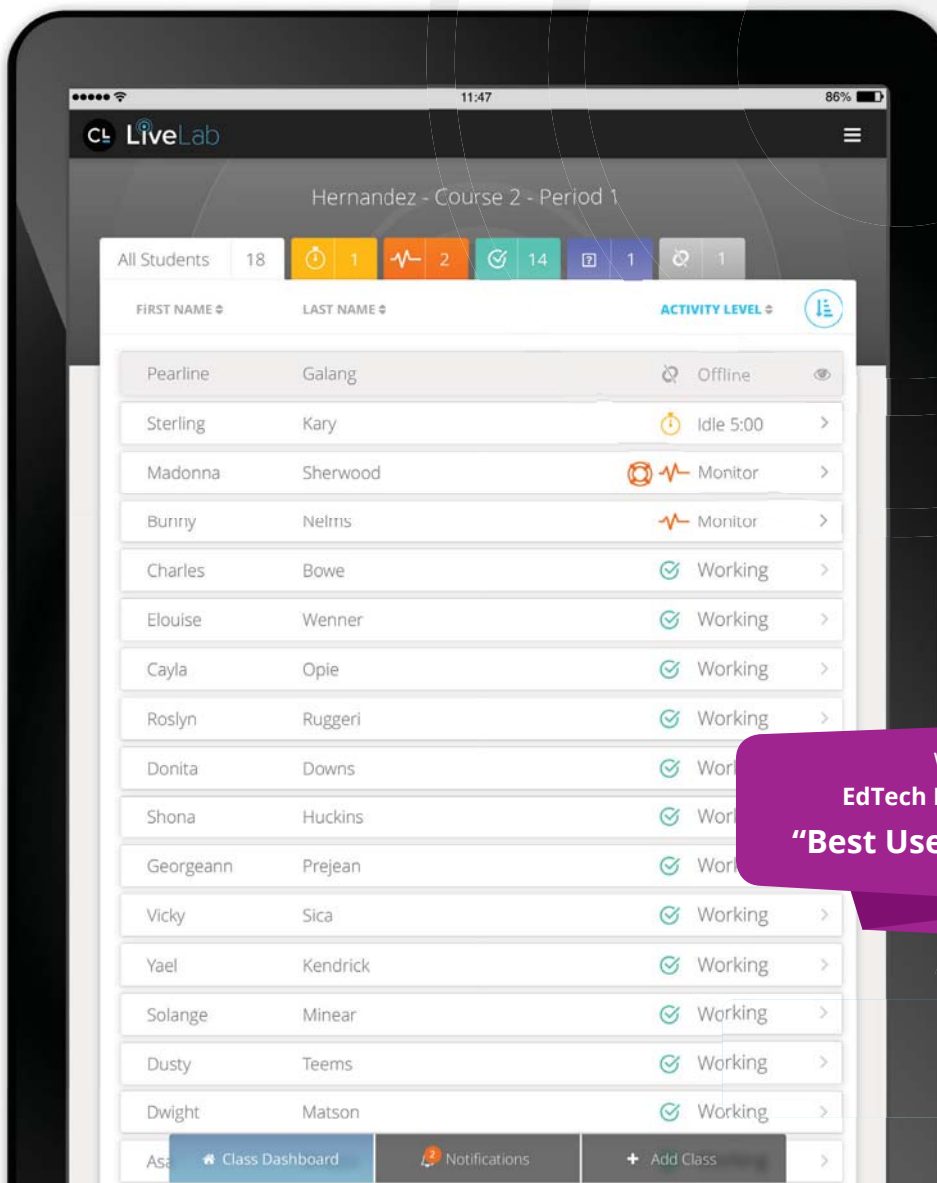 11:47 86%
CL LiveLab
Hernandez - Course 2 - Period 1
All Students 18 1 2 14 1 1
FIRST NAME LAST NAME ACTIVITY LEVEL
Pearline Galang Offline
Sterling Kary Idle 5:00
Madonna Sherwood Monitor
Bunny Nelms Monitor
Charles Bowe Working
Elouise Wenner Working
Cayla Opie Working
Roslyn Ruggeri Working
Donita Downs Wor
EdTech
Shona Huckins Wor
“Best Use
Georgeann Prejean Wor
Vicky Sica Working
Yael Kendrick Working
Solange Minear Working
Dusty Teems Working
Dwight Matson Working
Asa
Class Dashboard 2 Notifications + Add Class